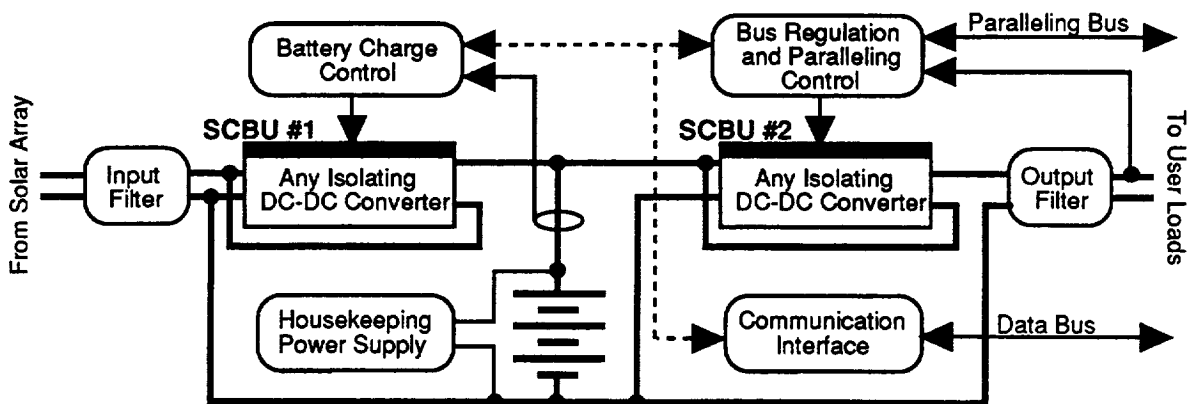 Battery Charge
Control
Bus Regulation
and Paralleling
Control
Paralleling Bus
SCBU #1
SCBU #2
From Solar Array
Input
Filter
Any Isolating
DC-DC Converter
Any Isolating
DC-DC Converter
Output
Filter
To User Loads
Housekeeping
Power Supply
Communication
Interface
Data Bus